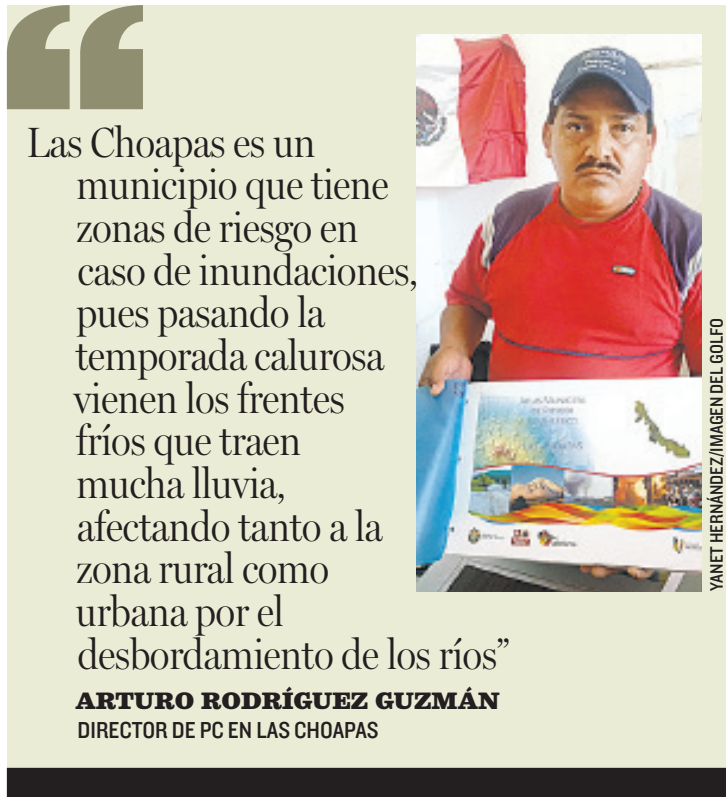 Las Choapas es un
municipio que tiene
zonas de riesgo en
caso de inundaciones,
pues pasando la
temporada calurosa
vienen los frentes
fríos que traen
mucha lluvia,
afectando tanto a la
zona rural como
urbana por el
desbordamiento de los ríos”
ARTURO RODRÍGUEZ GUZMÁN
DIRECTOR DE PC EN LAS CHOAPAS
YANET HERNÁNDEZ/IMAGEN DEL GOLFO